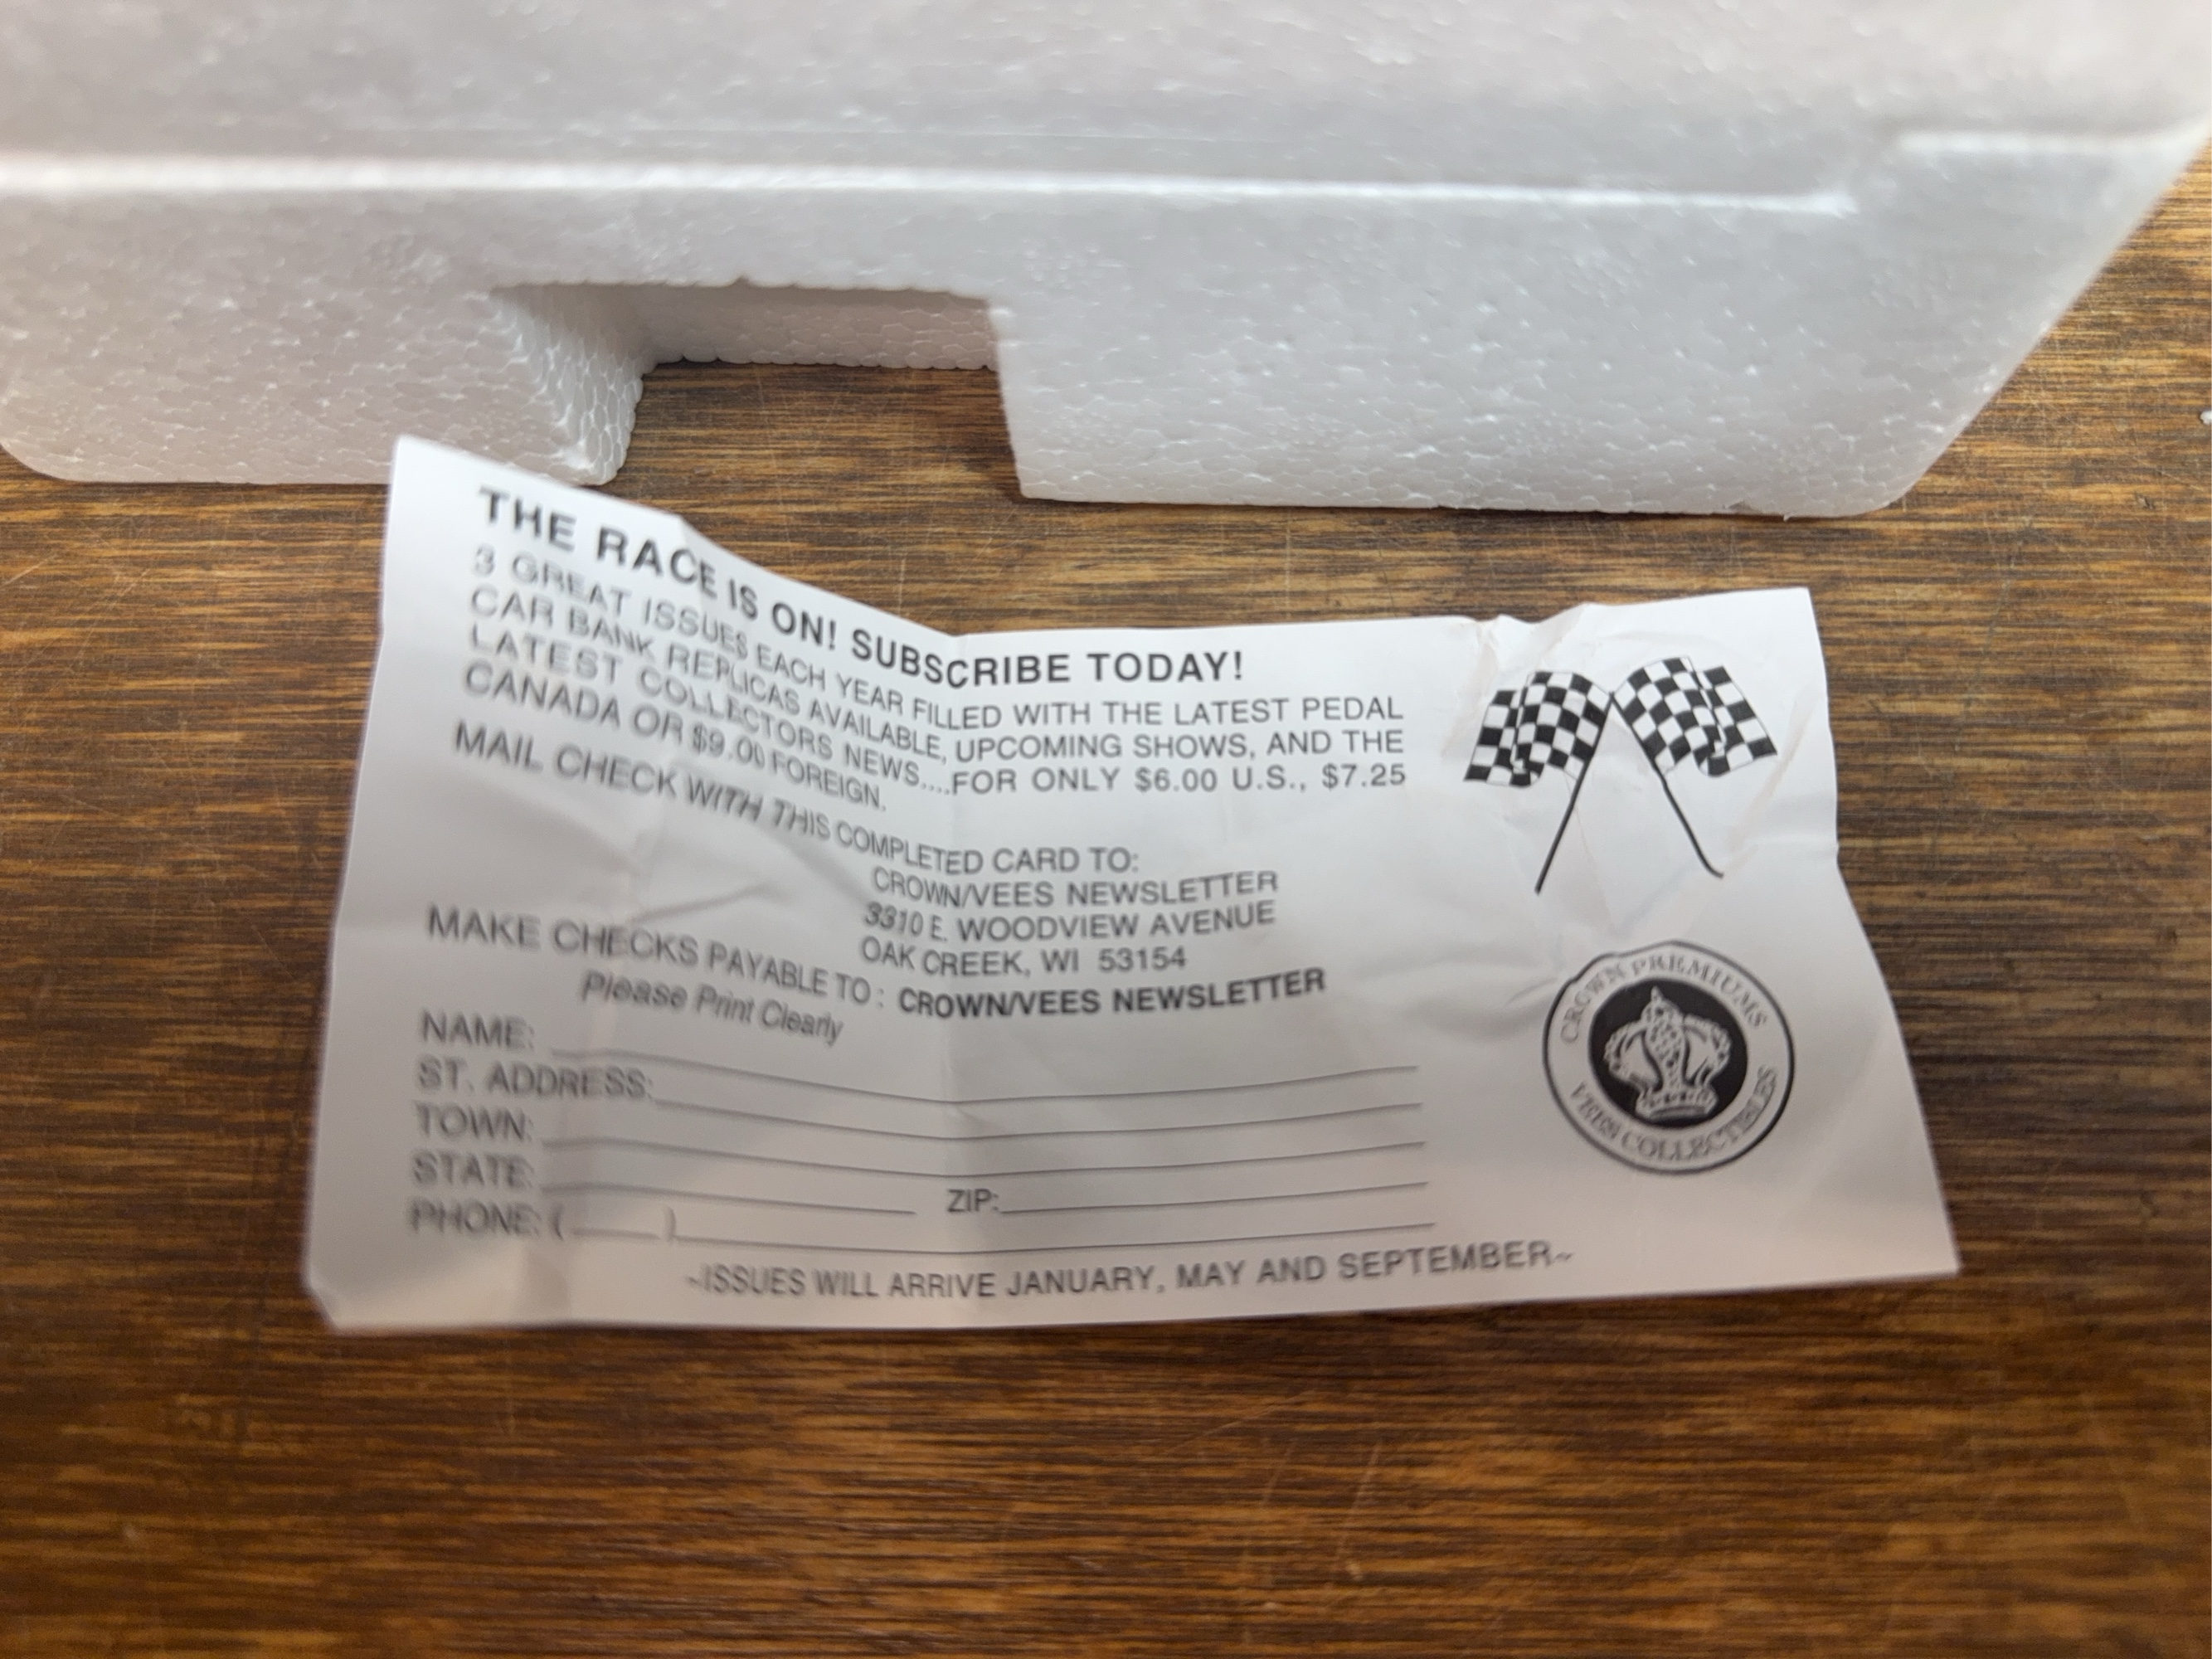 THE RACE IS ON! SUBSCRIBE TODAY!
3 GREAT ISSUES EACH YEAR FILLED WITH THE LATEST PEDAL
CAR BANK REPLICAS AVAILABLE, UPCOMING SHOWS, AND THE
LATEST COLLECTORS NEWS....FOR ONLY $6.00 U.S., $7.25
CANADA OR $9.00 FOREIGN.
MAIL CHECK WITH THIS COMPLETED CARD TO:
CROWN/VEES NEWSLETTER
3310 E. WOODVIEW AVENUE
OAK CREEK, WI 53154
MAKE CHECKS PAYABLE TO: CROWN/VEES NEWSLETTER
Please Print Clearly
NAME:
ST. ADDRESS:
TOWN:
STATE: ZIP:
PHONE: ( )
~ISSUES WILL ARRIVE JANUARY, MAY AND SEPTEMBER~
CROWN PREMIUMS
VEES COLLECTIBLES